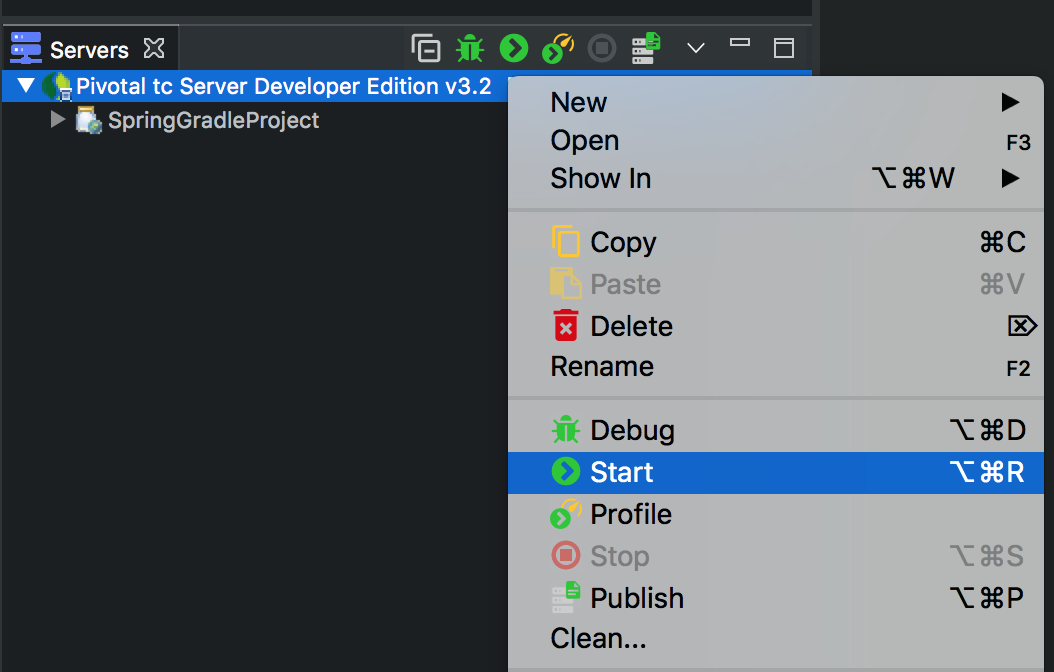 Servers
Pivotal tc Server Developer Edition v3.2
SpringGradleProject
New
Open F3
Show In ⌥⌘W
Copy ⌘C
Paste ⌘V
Delete ⌦
Rename F2
Debug ⌥⌘D
Start ⌥⌘R
Profile
Stop ⌥⌘S
Publish ⌥⌘P
Clean...